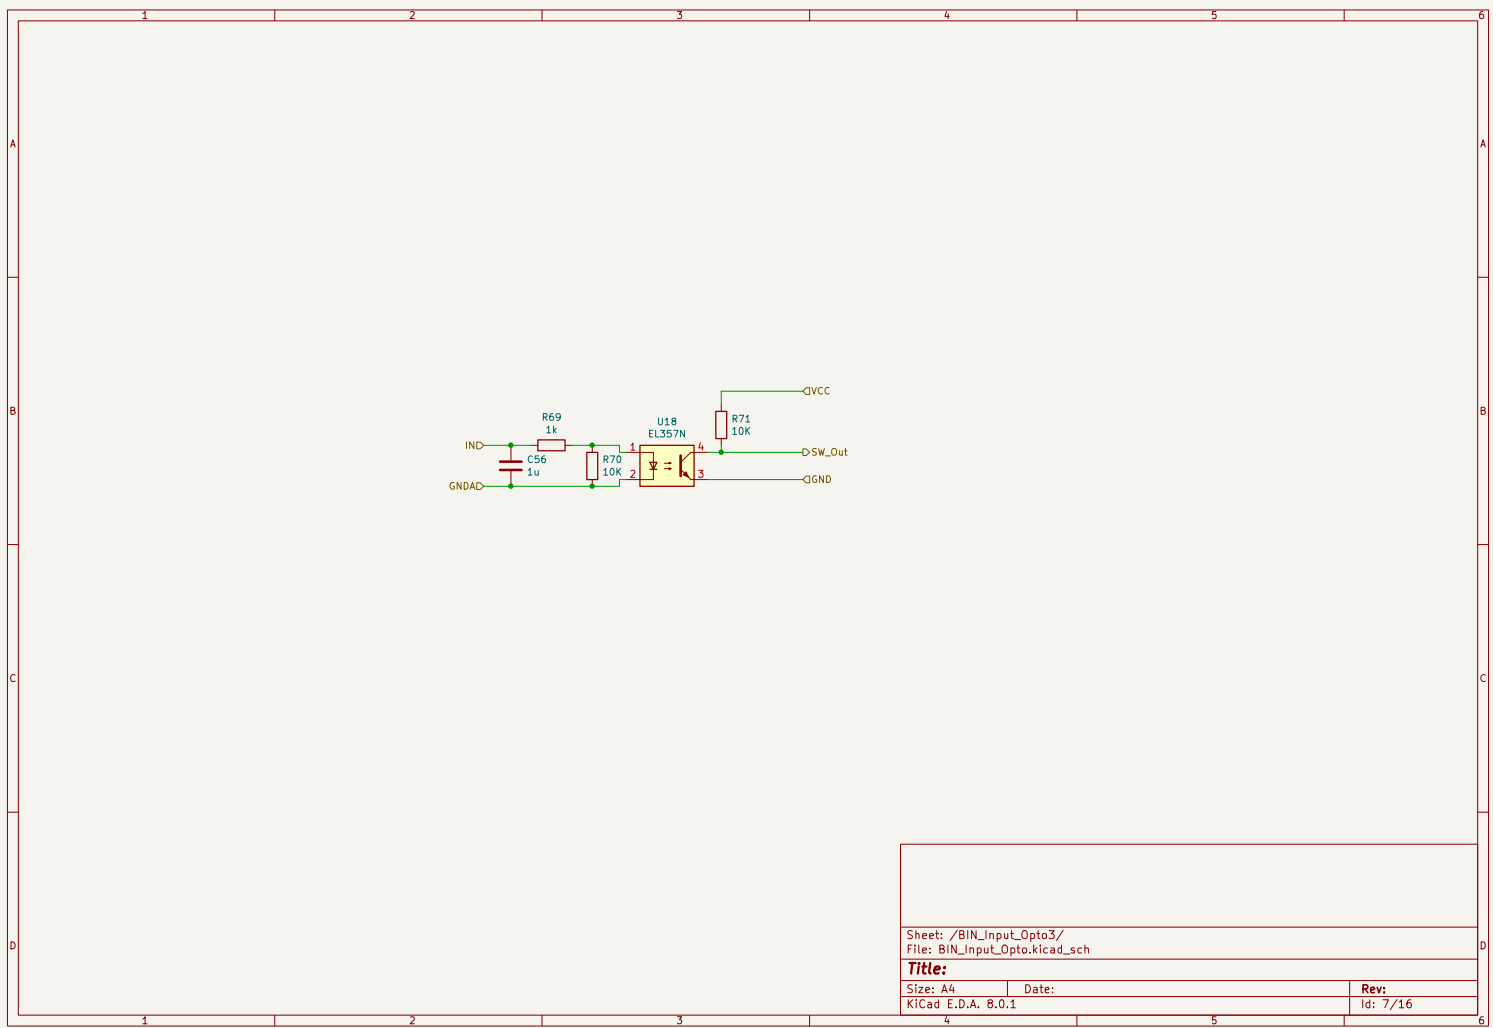 1 2 3 4 5 6
A A
B B
C C
D D
VCC
R69
1k
U18
EL357N
R71
10K
IN
1
4
SW_Out
C56
1u
R70
10K
2
3
GND
GNDA
Sheet: /BIN_Input_Opto3/
File: BIN_Input_Opto.kicad_sch
Title:
Size: A4 Date: Rev:
KiCad E.D.A. 8.0.1 Id: 7/16
1 2 3 4 5 6